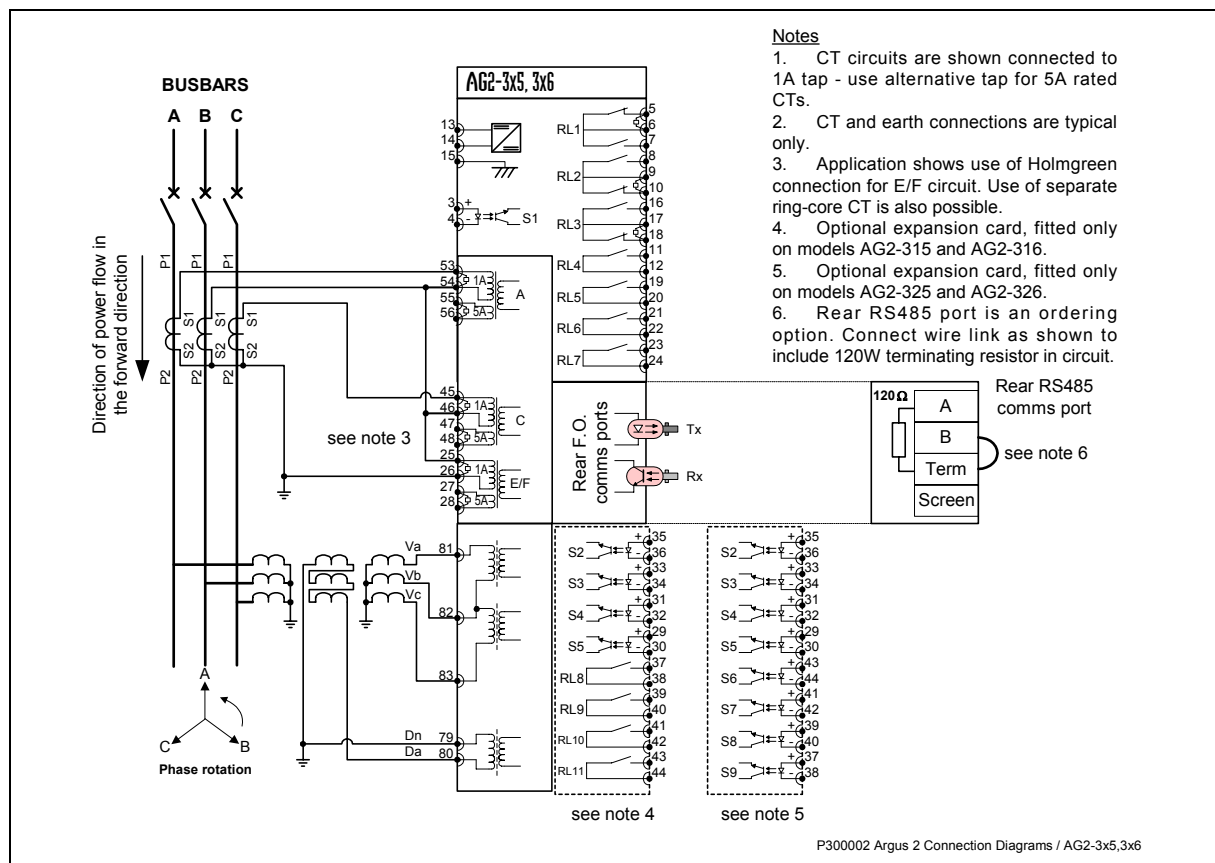 Notes
1. CT circuits are shown connected to
1A tap - use alternative tap for 5A rated
CTs.
2. CT and earth connections are typical
only.
3. Application shows use of Holmgreen
connection for E/F circuit. Use of separate
ring-core CT is also possible.
4. Optional expansion card, fitted only
on models AG2-315 and AG2-316.
5. Optional expansion card, fitted only
on models AG2-325 and AG2-326.
6. Rear RS485 port is an ordering
option. Connect wire link as shown to
include 120W terminating resistor in circuit.
BUSBARS
A B C
Direction of power flow in
the forward direction
P1 P1 P1
S1 S1 S1
S2 S2 S2
P2 P2 P2
AG2-3x5, 3x6
13
14
15
3 +
4 -
S1
53
54 1A
55 A
56 5A
45
46 1A
47 C
48 5A
25
26 1A
27 E/F
28 5A
see note 3
RL1 5
6
7
RL2 8
9
10
RL3 16
17
18
RL4 11
12
RL5 19
20
RL6 21
22
RL7 23
24
Rear F.O.
comms ports
Tx
Rx
120Ω
A
B
Term
Screen
Rear RS485
comms port
see note 6
Va 81
Vb
82
Vc
83
Dn 79
Da 80
S2 + 35
- 36
S3 + 33
- 34
S4 + 31
- 32
S5 + 29
- 30
RL8 37
38
RL9 39
40
RL10 41
42
RL11 43
44
see note 4
S2 + 35
- 36
S3 + 33
- 34
S4 + 31
- 32
S5 + 29
- 30
S6 + 43
- 44
S7 + 41
- 42
S8 + 39
- 40
S9 + 37
- 38
see note 5
A
C B
Phase rotation
P300002 Argus 2 Connection Diagrams / AG2-3x5,3x6